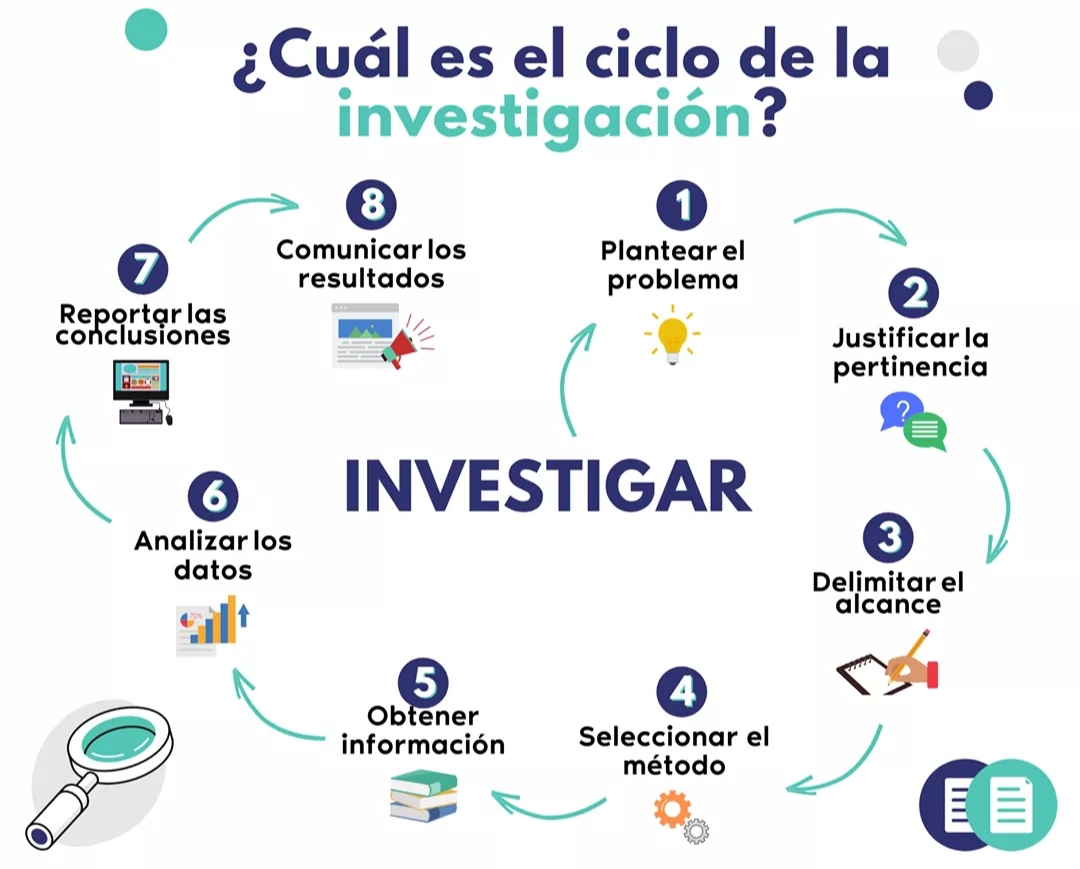 ¿Cuál es el ciclo de la
investigación?
1
Plantear el
problema
2
Justificar la
pertinencia
?
3
Delimitar el
alcance
4
Seleccionar el
método
5
Obtener
información
6
Analizar los
datos
70%
7
Reportar las
conclusiones
8
Comunicar los
resultados
INVESTIGAR